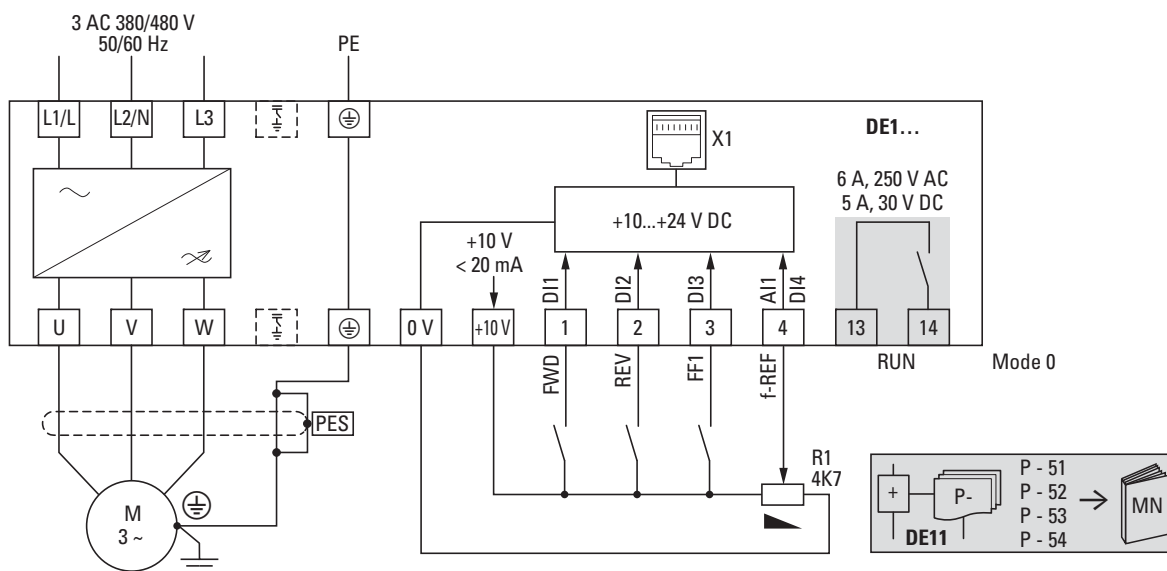 3 AC 380/480 V
50/60 Hz
PE
L1/L
L2/N
L3
X1
DE1...
6 A, 250 V AC
5 A, 30 V DC
+10...+24 V DC
+10 V
< 20 mA
DI1
DI2
DI3
AI1
DI4
U
V
W
0 V
+10 V
1
2
3
4
13
14
FWD
REV
FF1
f-REF
RUN
Mode 0
PES
R1
4K7
M
3 ~
+
P-
DE11
P - 51
P - 52
P - 53
P - 54
MN